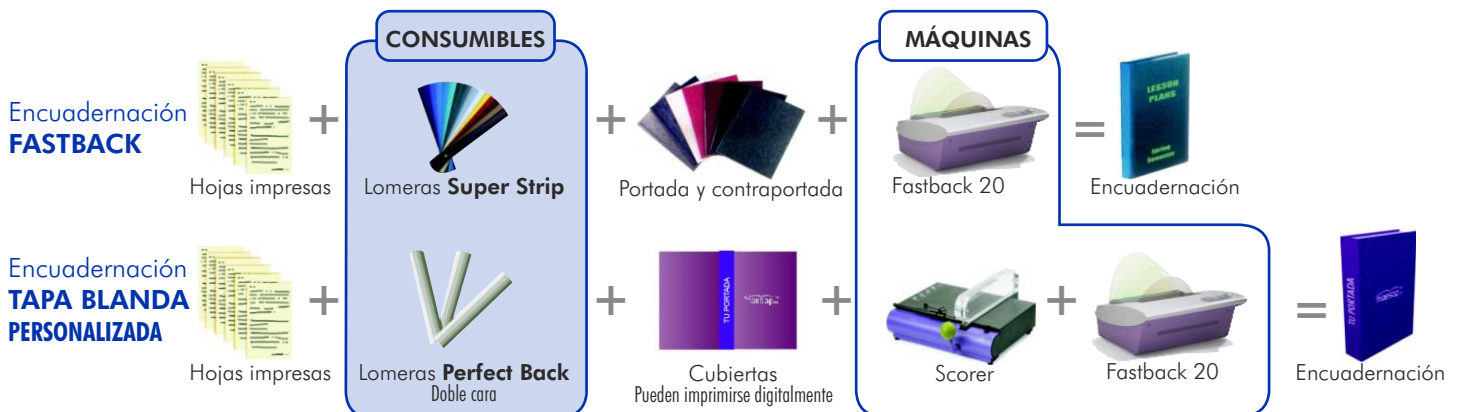 CONSUMIBLES
MÁQUINAS
Encuadernación
FASTBACK
+
+
+
=
LESSON
PLANS
Spring
Semester
Hojas impresas
Lomeras Super Strip
Portada y contraportada
Fastback 20
Encuadernación
Encuadernación
TAPA BLANDA
PERSONALIZADA
+
+
TU PORTADA
+
+
=
TU PORTADA
Hojas impresas
Lomeras Perfect Back
Doble cara
Cubiertas
Pueden imprimirse digitalmente
Scorer
Fastback 20
Encuadernación